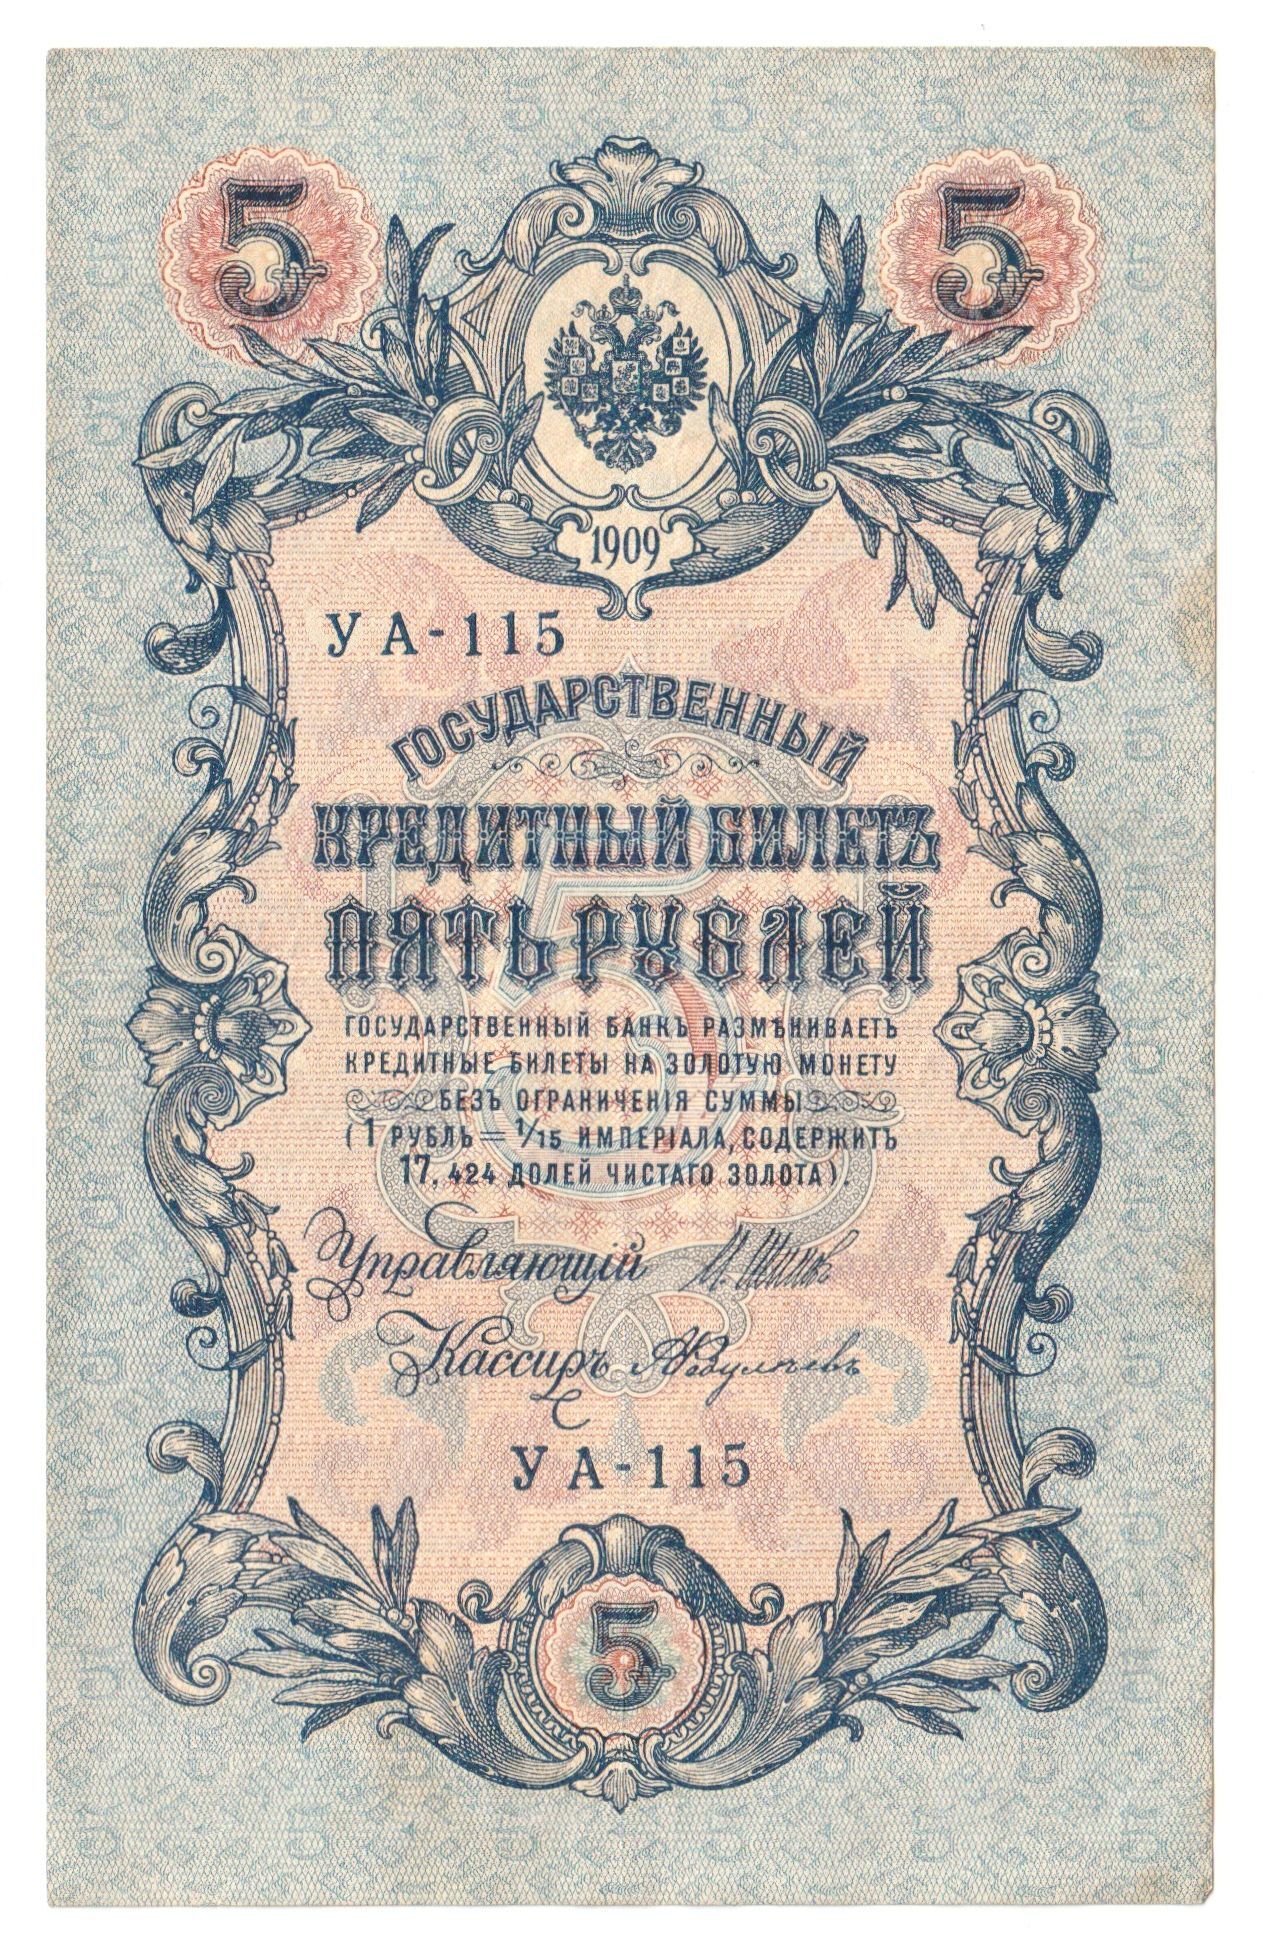 5 5
1909
УА-115
ГОСУДАРСТВЕННЫЙ
КРЕДИТНЫЙ БИЛЕТЪ
ПЯТЬ РУБЛЕЙ
ГОСУДАРСТВЕННЫЙ БАНКЪ РАЗМѢНИВАЕТЪ
КРЕДИТНЫЕ БИЛЕТЫ НА ЗОЛОТУЮ МОНЕТУ
БЕЗЪ ОГРАНИЧЕНІЯ СУММЫ
(1 РУБЛЬ = 1/15 ИМПЕРІАЛА, СОДЕРЖИТЪ
17,424 ДОЛЕЙ ЧИСТАГО ЗОЛОТА).
Управляющій И. Шипов
Кассиръ
УА-115
5